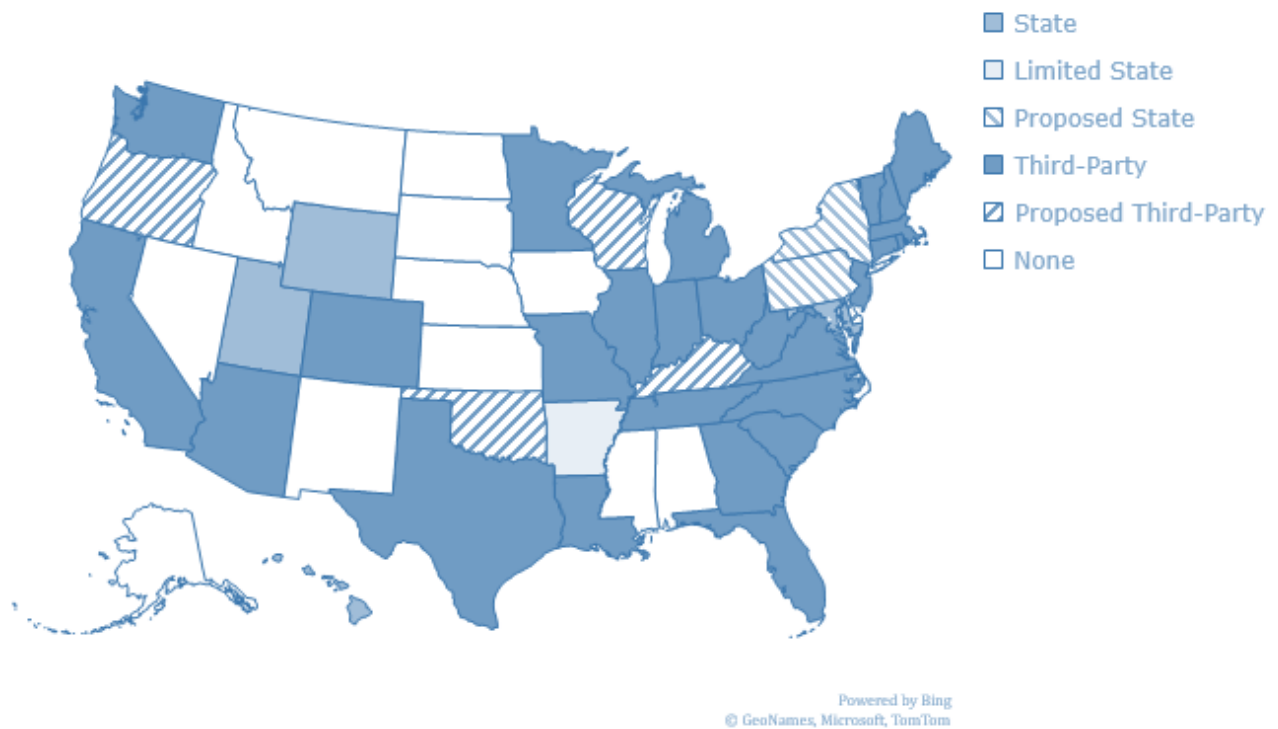 State
Limited State
Proposed State
Third-Party
Proposed Third-Party
None
Powered by Bing
© GeoNames, Microsoft, TomTom